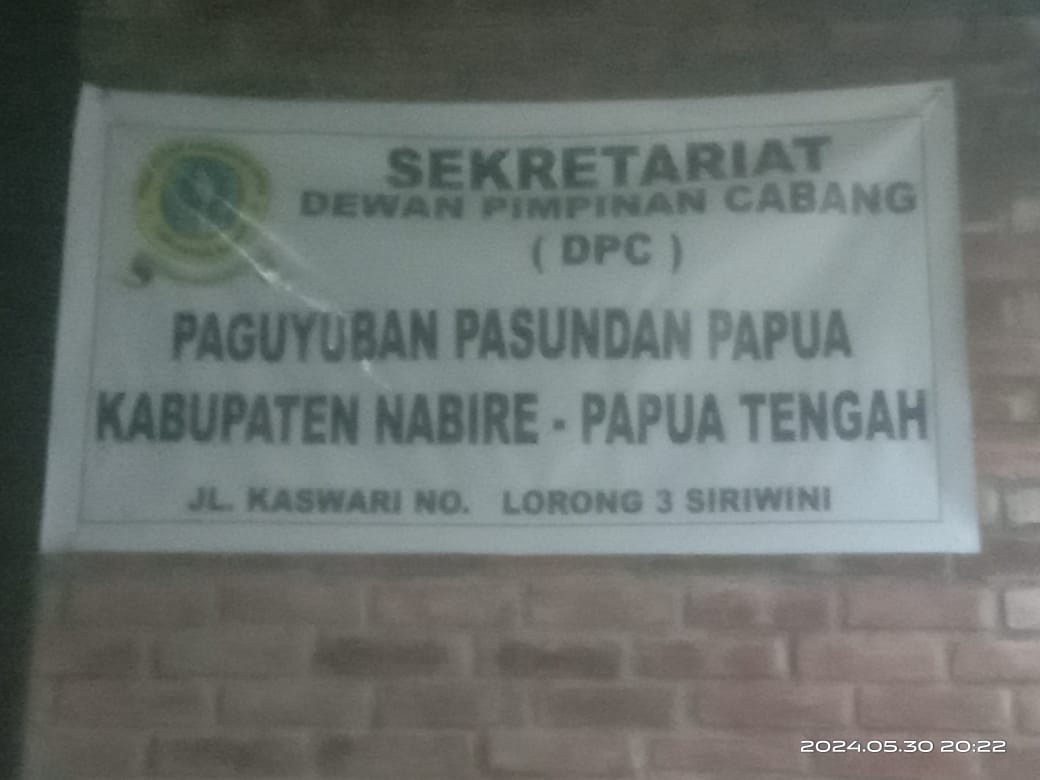 SEKRETARIAT
DEWAN PIMPINAN CABANG
( DPC )
PAGUYUBAN PASUNDAN PAPUA
KABUPATEN NABIRE - PAPUA TENGAH
JL. KASWARI NO. LORONG 3 SIRIWINI
2024.05.30 20:22